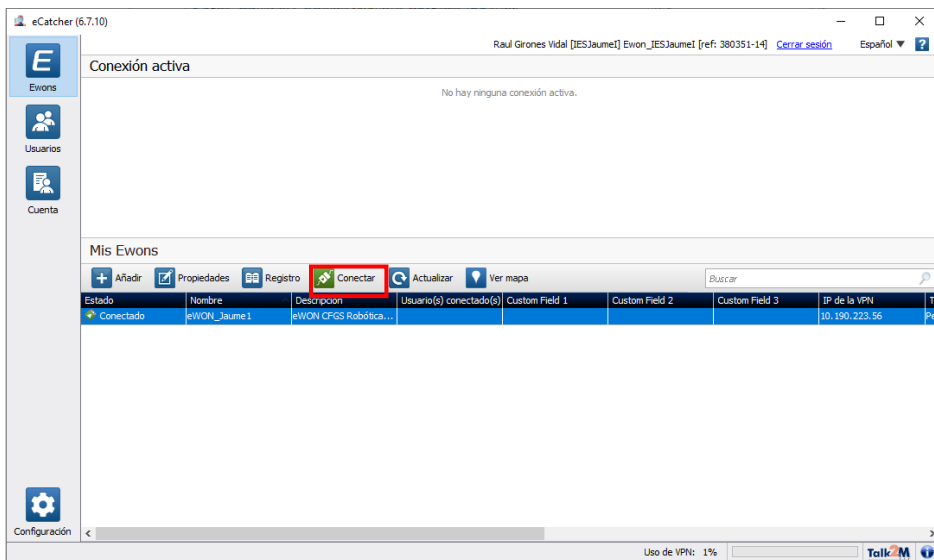 eCatcher (6.7.10)
Raul Girones Vidal [IESJaumeI] Ewon_IESJaumeI [ref: 380351-14] Cerrar sesión Español ▼ ?
E
Ewons
Usuarios
Cuenta
Configuración
Conexión activa
No hay ninguna conexión activa.
Mis Ewons
Añadir Propiedades Registro Conectar Actualizar Ver mapa Buscar
Estado Nombre Descripción Usuario(s) conectado(s) Custom Field 1 Custom Field 2 Custom Field 3 IP de la VPN T
Conectado eWON_Jaume1 eWON CFGS Robótica... 10.190.223.56 Pe
Uso de VPN: 1% Talk2M